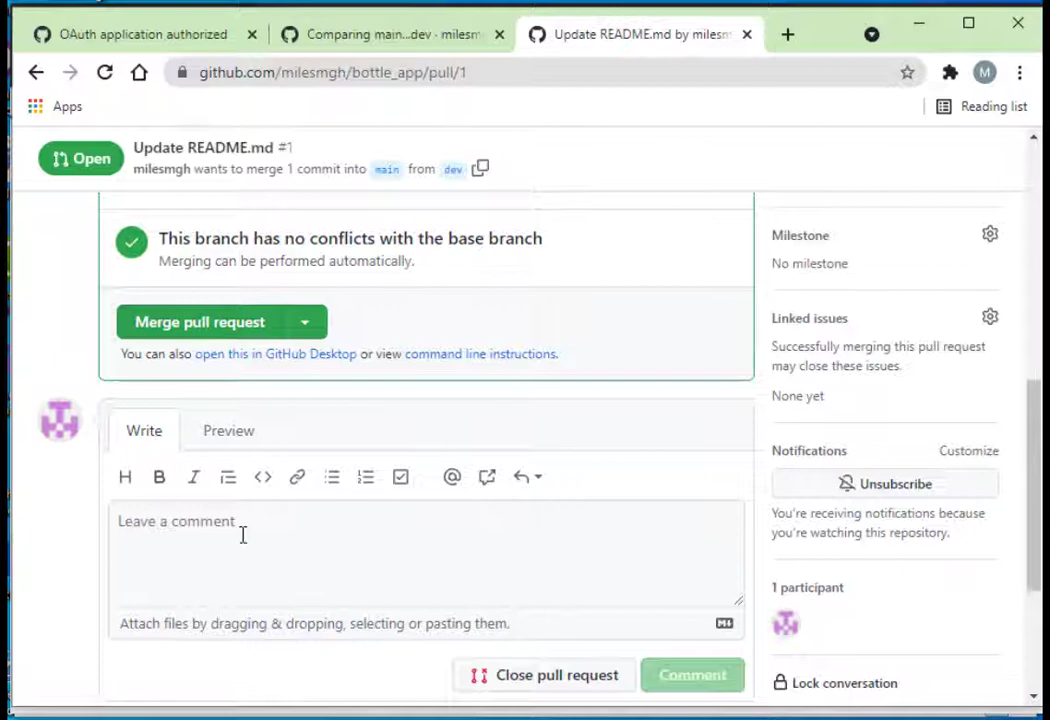 OAuth application authorized
Comparing main...dev · milesm
Update README.md by milesm
github.com/milesmgh/bottle_app/pull/1
M
Apps
Reading list
Open
Update README.md #1
milesmgh wants to merge 1 commit into main from dev
This branch has no conflicts with the base branch
Merging can be performed automatically.
Merge pull request
You can also open this in GitHub Desktop or view command line instructions.
Write
Preview
Leave a comment
Attach files by dragging & dropping, selecting or pasting them.
Close pull request
Comment
Milestone
No milestone
Linked issues
Successfully merging this pull request
may close these issues.
None yet
Notifications
Customize
Unsubscribe
You're receiving notifications because
you're watching this repository.
1 participant
Lock conversation